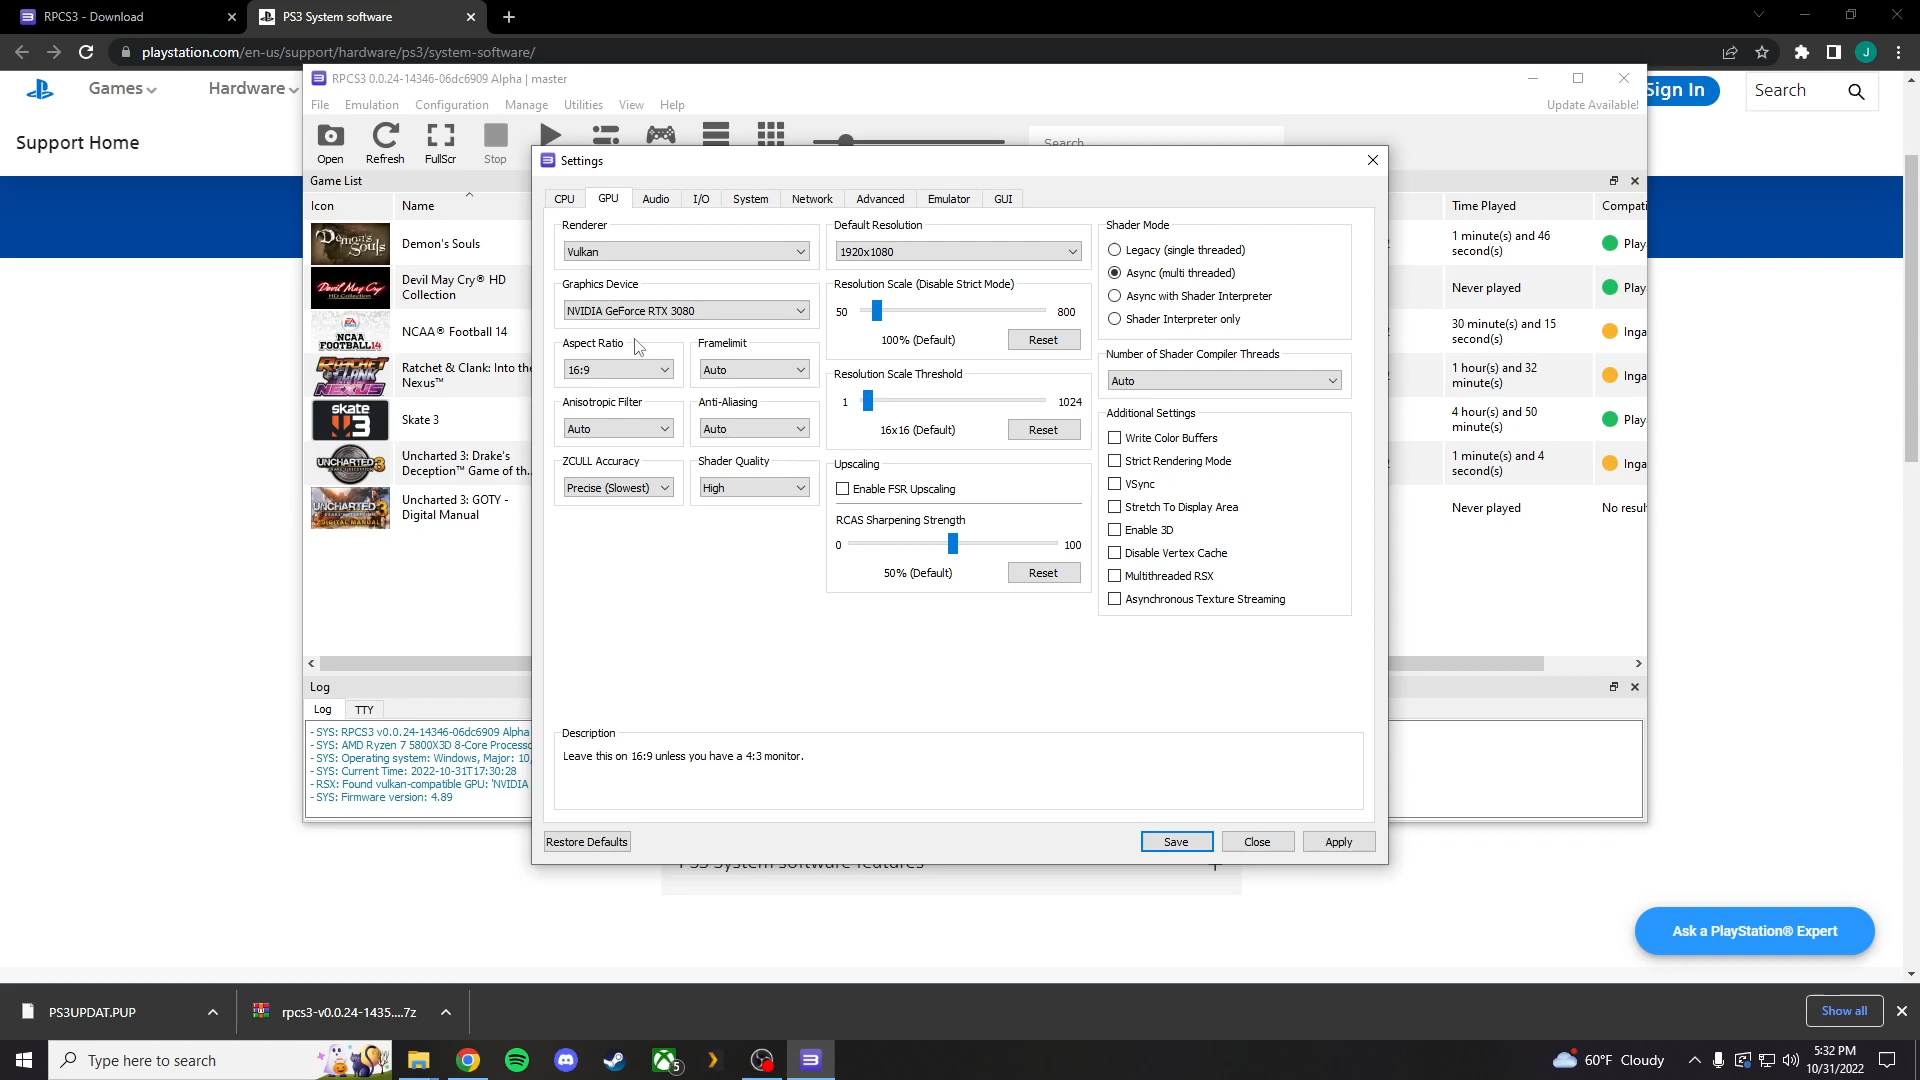 RPCS3 - Download
PS3 System software
playstation.com/en-us/support/hardware/ps3/system-software/
Games
Hardware
Sign In
Search
Support Home
RPCS3 0.0.24-14346-06dc6909 Alpha | master
File Emulation Configuration Manage Utilities View Help
Update Available!
Open Refresh FullScr Stop
Search
Game List
Icon Name
Time Played Compati
Demon's Souls
1 minute(s) and 46
second(s)
Play
Devil May Cry® HD
Collection
Never played
Play
NCAA® Football 14
30 minute(s) and 15
second(s)
Inga
Ratchet & Clank: Into the
Nexus™
1 hour(s) and 32
minute(s)
Inga
Skate 3
4 hour(s) and 50
minute(s)
Play
Uncharted 3: Drake's
Deception™ Game of th...
1 minute(s) and 4
second(s)
Inga
Uncharted 3: GOTY -
Digital Manual
Never played
No resul
Settings
CPU GPU Audio I/O System Network Advanced Emulator GUI
Renderer
Vulkan
Graphics Device
NVIDIA GeForce RTX 3080
Aspect Ratio
16:9
Framelimit
Auto
Anisotropic Filter
Auto
Anti-Aliasing
Auto
ZCULL Accuracy
Precise (Slowest)
Shader Quality
High
Default Resolution
1920x1080
Resolution Scale (Disable Strict Mode)
50 800
100% (Default) Reset
Resolution Scale Threshold
1 1024
16x16 (Default) Reset
Upscaling
Enable FSR Upscaling
RCAS Sharpening Strength
0 100
50% (Default) Reset
Shader Mode
Legacy (single threaded)
Async (multi threaded)
Async with Shader Interpreter
Shader Interpreter only
Number of Shader Compiler Threads
Auto
Additional Settings
Write Color Buffers
Strict Rendering Mode
VSync
Stretch To Display Area
Enable 3D
Disable Vertex Cache
Multithreaded RSX
Asynchronous Texture Streaming
Description
Leave this on 16:9 unless you have a 4:3 monitor.
Restore Defaults
Save Close Apply
Log
Log TTY
- SYS: RPCS3 v0.0.24-14346-06dc6909 Alpha
- SYS: AMD Ryzen 7 5800X3D 8-Core Processo
- SYS: Operating system: Windows, Major: 10,
- SYS: Current Time: 2022-10-31T17:30:28
- RSX: Found vulkan-compatible GPU: 'NVIDIA
- SYS: Firmware version: 4.89
PS3 System software features
Ask a PlayStation® Expert
PS3UPDAT.PUP
rpcs3-v0.0.24-1435....7z
Show all
Type here to search
5
60°F Cloudy
5:32 PM
10/31/2022